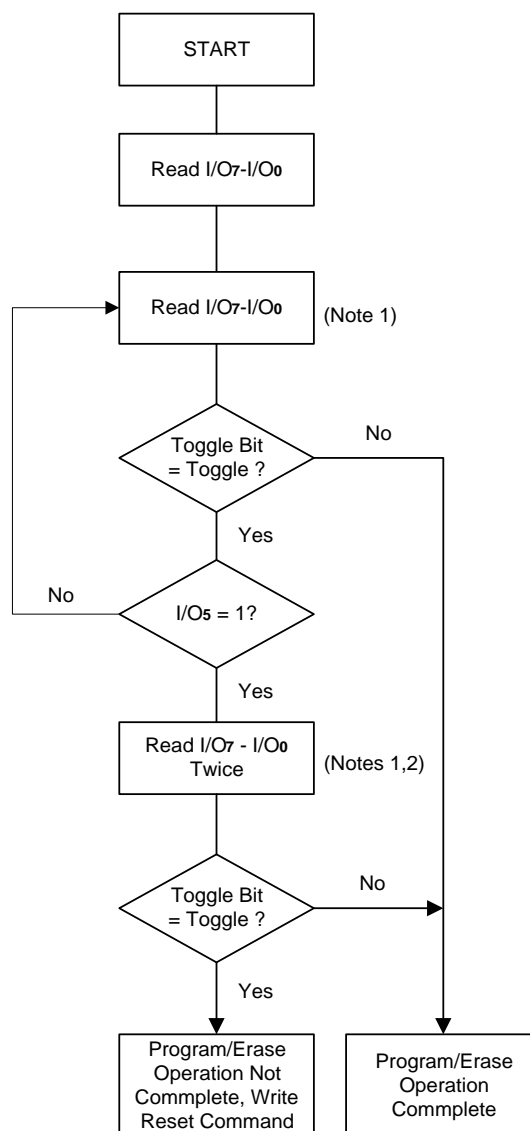 START
Read I/O7-I/O0
Read I/O7-I/O0
(Note 1)
Toggle Bit
= Toggle ?
No
Yes
I/O5 = 1?
No
Yes
Read I/O7 - I/O0
Twice
(Notes 1,2)
Toggle Bit
= Toggle ?
No
Yes
Program/Erase
Operation Not
Commplete, Write
Reset Command
Program/Erase
Operation
Commplete